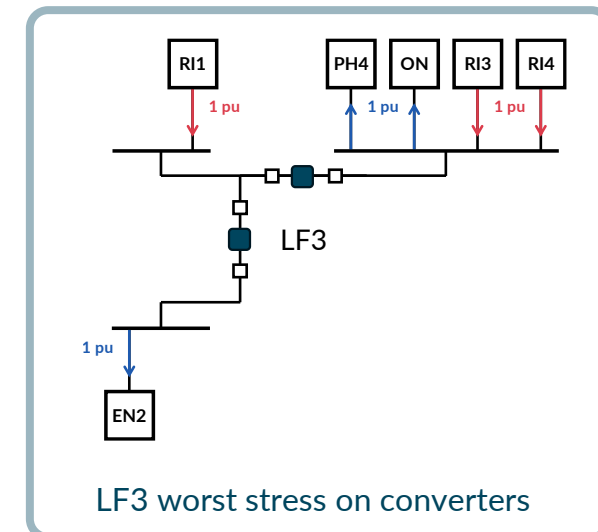 RI1 PH4 ON RI3 RI4
1 pu 1 pu 1 pu
LF3
1 pu
EN2
LF3 worst stress on converters